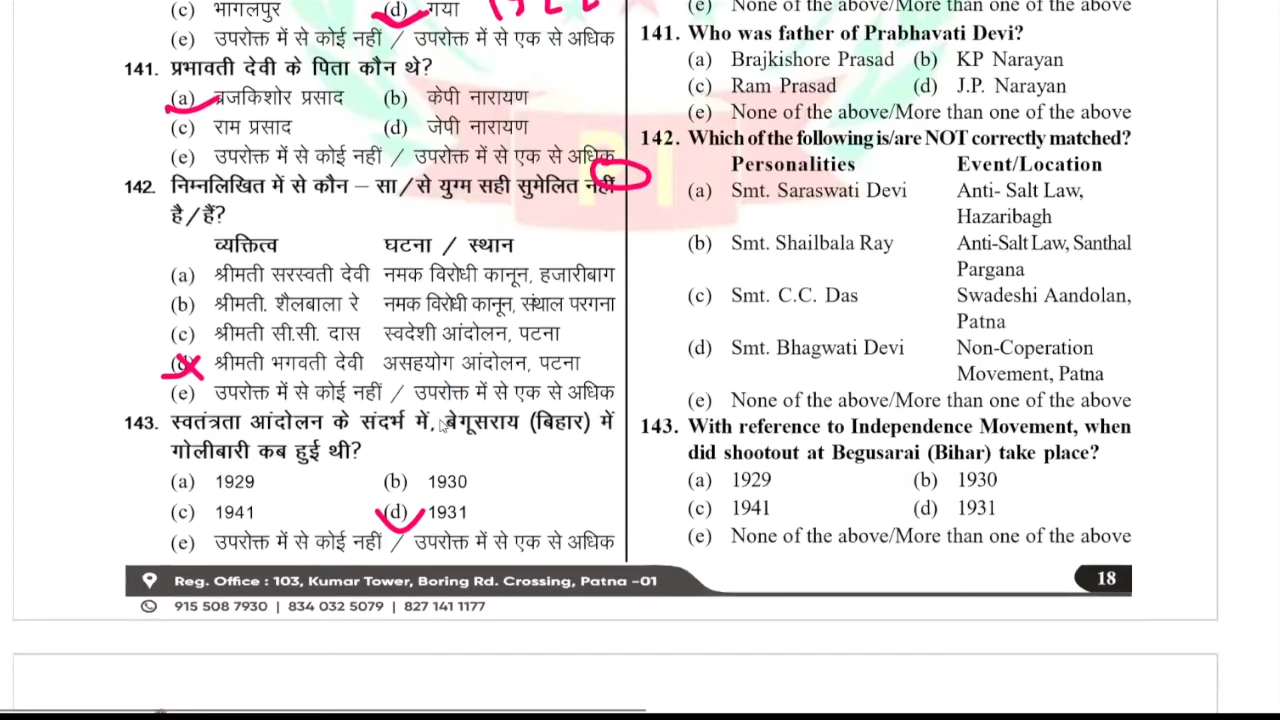 (c) भागलपुर (d) गया
(e) उपरोक्त में से कोई नहीं / उपरोक्त में से एक से अधिक
141. प्रभावती देवी के पिता कौन थे?
(a) ब्रजकिशोर प्रसाद (b) केपी नारायण
(c) राम प्रसाद (d) जेपी नारायण
(e) उपरोक्त में से कोई नहीं / उपरोक्त में से एक से अधिक
142. निम्नलिखित में से कौन – सा/से युग्म सही सुमेलित नहीं
है/हैं?
व्यक्तित्व घटना / स्थान
(a) श्रीमती सरस्वती देवी नमक विरोधी कानून, हजारीबाग
(b) श्रीमती. शैलबाला रे नमक विरोधी कानून, संथाल परगना
(c) श्रीमती सी.सी. दास स्वदेशी आंदोलन, पटना
(d) श्रीमती भगवती देवी असहयोग आंदोलन, पटना
(e) उपरोक्त में से कोई नहीं / उपरोक्त में से एक से अधिक
143. स्वतंत्रता आंदोलन के संदर्भ में, बेगूसराय (बिहार) में
गोलीबारी कब हुई थी?
(a) 1929 (b) 1930
(c) 1941 (d) 1931
(e) उपरोक्त में से कोई नहीं / उपरोक्त में से एक से अधिक
(e) None of the above/More than one of the above
141. Who was father of Prabhavati Devi?
(a) Brajkishore Prasad (b) KP Narayan
(c) Ram Prasad (d) J.P. Narayan
(e) None of the above/More than one of the above
142. Which of the following is/are NOT correctly matched?
Personalities Event/Location
(a) Smt. Saraswati Devi Anti- Salt Law,
Hazaribagh
(b) Smt. Shailbala Ray Anti-Salt Law, Santhal
Pargana
(c) Smt. C.C. Das Swadeshi Aandolan,
Patna
(d) Smt. Bhagwati Devi Non-Coperation
Movement, Patna
(e) None of the above/More than one of the above
143. With reference to Independence Movement, when
did shootout at Begusarai (Bihar) take place?
(a) 1929 (b) 1930
(c) 1941 (d) 1931
(e) None of the above/More than one of the above
Reg. Office : 103, Kumar Tower, Boring Rd. Crossing, Patna –01
18
915 508 7930 | 834 032 5079 | 827 141 1177